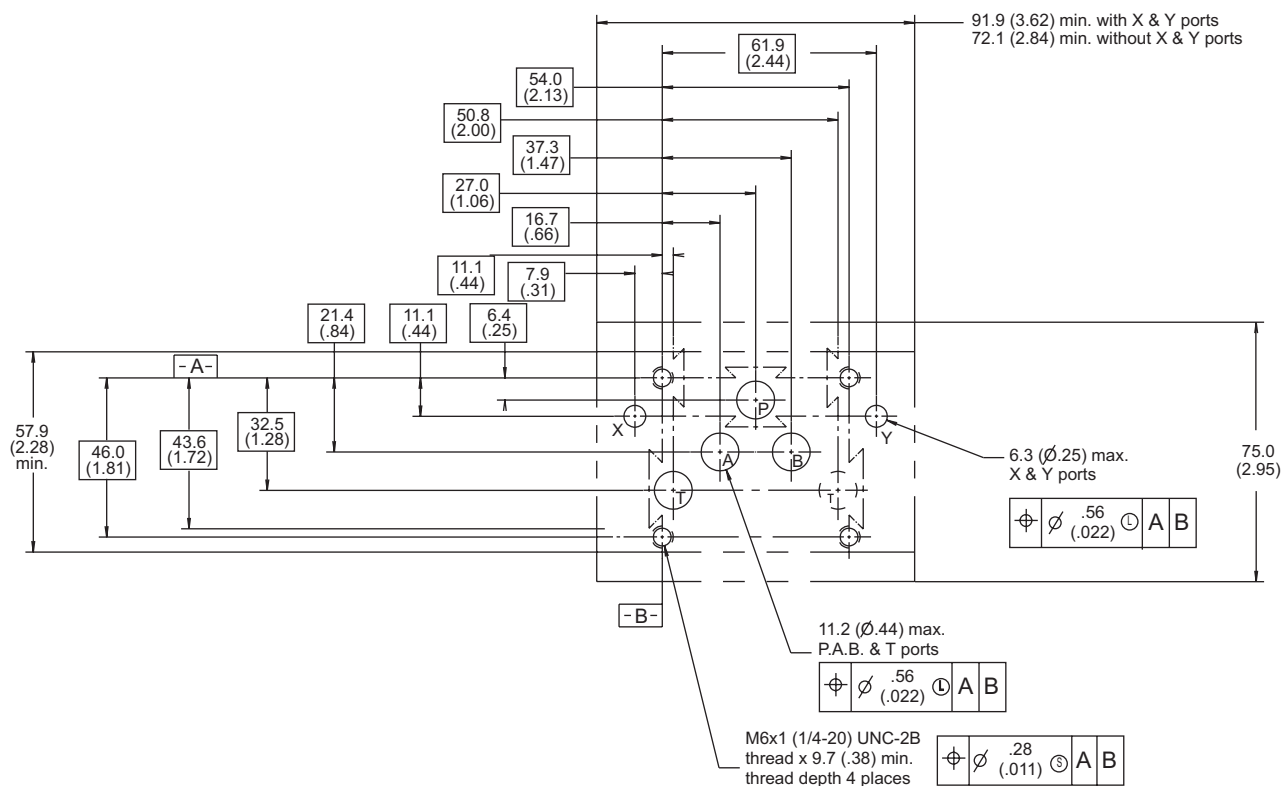 91.9 (3.62) min. with X & Y ports
72.1 (2.84) min. without X & Y ports
61.9
(2.44)
54.0
(2.13)
50.8
(2.00)
37.3
(1.47)
27.0
(1.06)
16.7
(.66)
11.1
(.44)
7.9
(.31)
21.4
(.84)
11.1
(.44)
6.4
(.25)
-A-
57.9
(2.28)
min.
46.0
(1.81)
43.6
(1.72)
32.5
(1.28)
P
X
Y
A
B
T
T
75.0
(2.95)
6.3 (Ø.25) max.
X & Y ports
⌖ Ø .56 (.022) Ⓛ A B
-B-
11.2 (Ø.44) max.
P.A.B. & T ports
⌖ Ø .56 (.022) Ⓛ A B
M6x1 (1/4-20) UNC-2B
thread x 9.7 (.38) min.
thread depth 4 places
⌖ Ø .28 (.011) Ⓢ A B